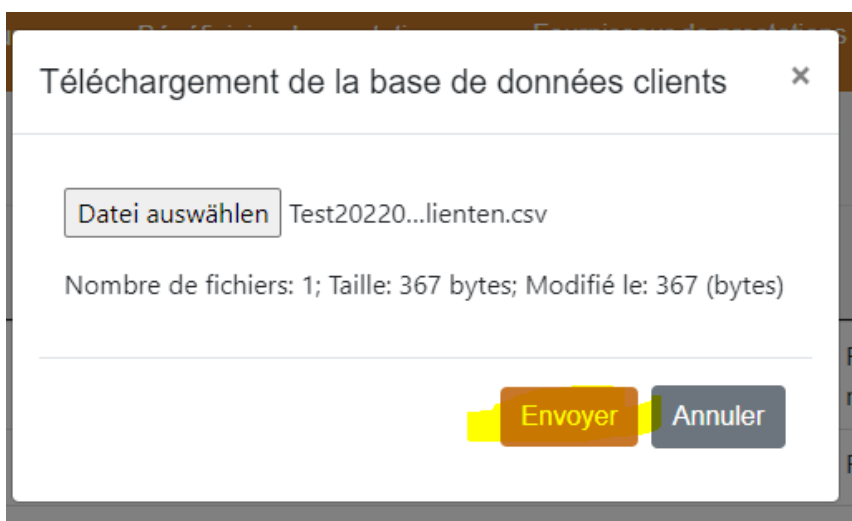 Téléchargement de la base de données clients ×
Datei auswählen Test20220...lienten.csv
Nombre de fichiers: 1; Taille: 367 bytes; Modifié le: 367 (bytes)
Envoyer Annuler